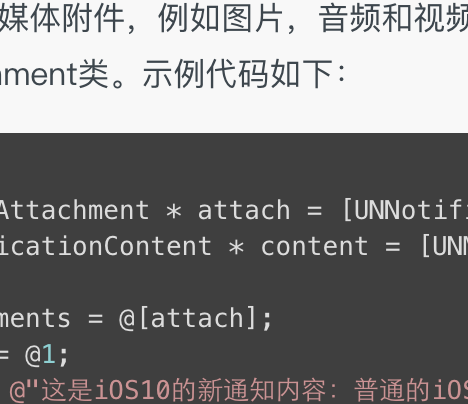 媒体附件，例如图片，音频和视频
ment类。示例代码如下：
Attachment * attach = [UNNotifi
icationContent * content = [UNN
ments = @[attach];
= @1;
@"这是iOS10的新通知内容：普通的iOS